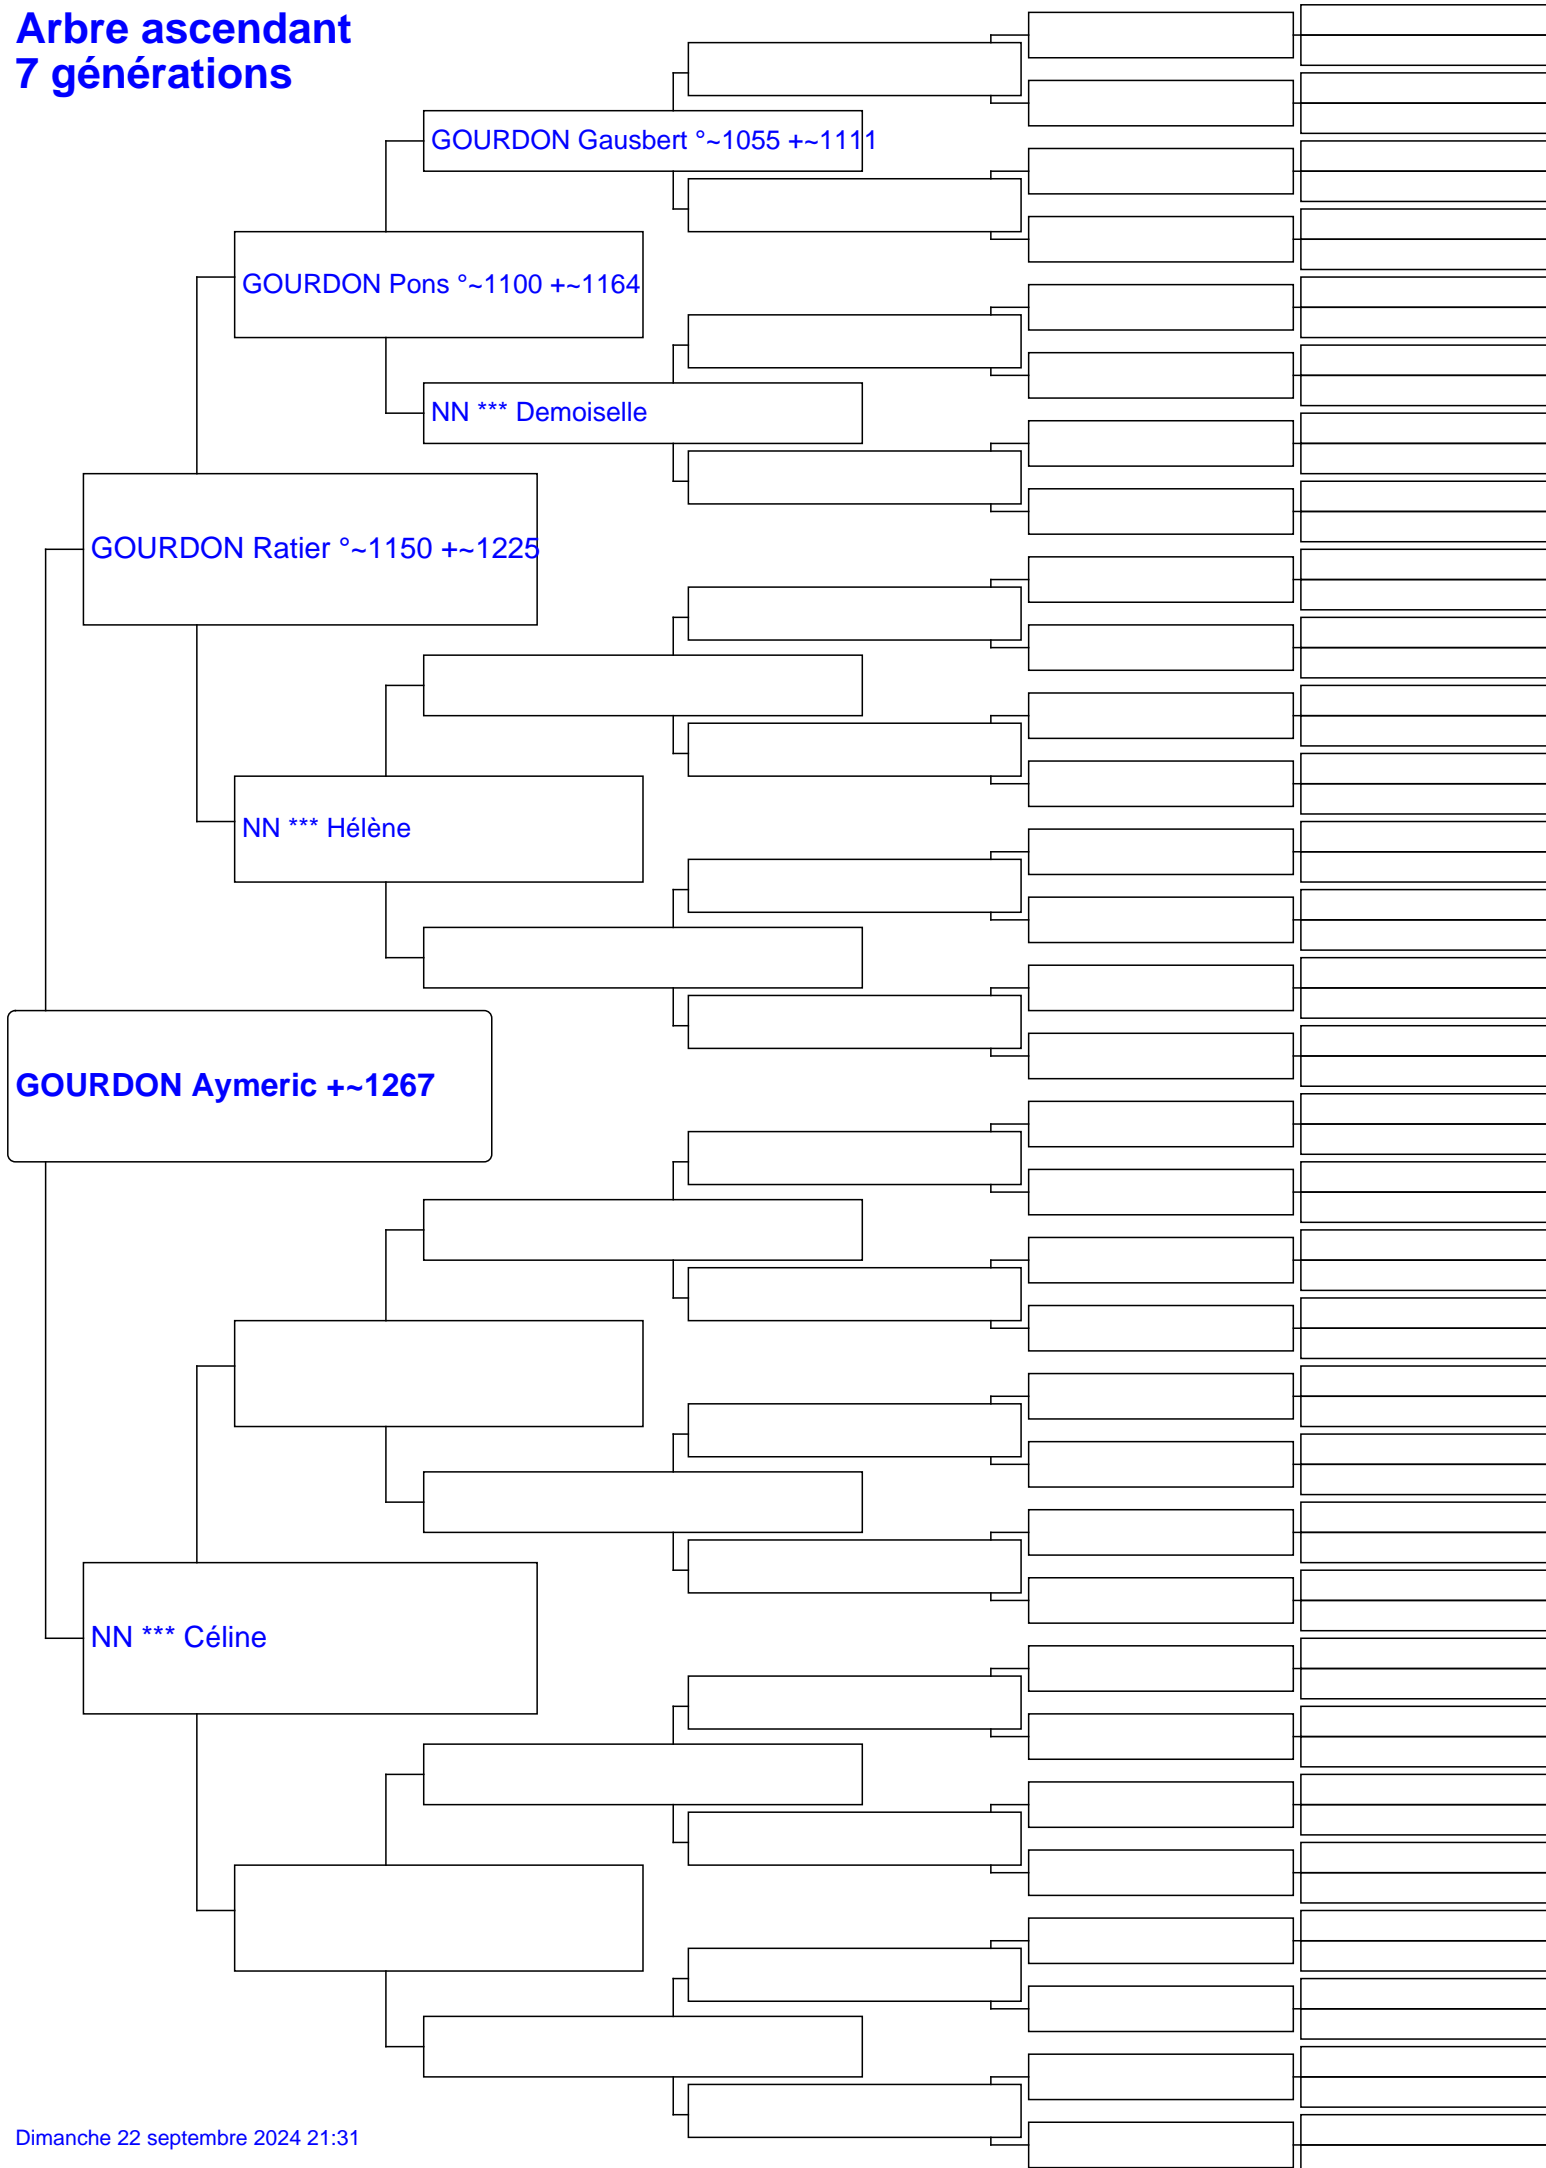 Arbre ascendant
7 générations
GOURDON Gausbert °~1055 +~1111
GOURDON Pons °~1100 +~1164
NN *** Demoiselle
GOURDON Ratier °~1150 +~1225
NN *** Hélène
GOURDON Aymeric +~1267
NN *** Céline
Dimanche 22 septembre 2024 21:31